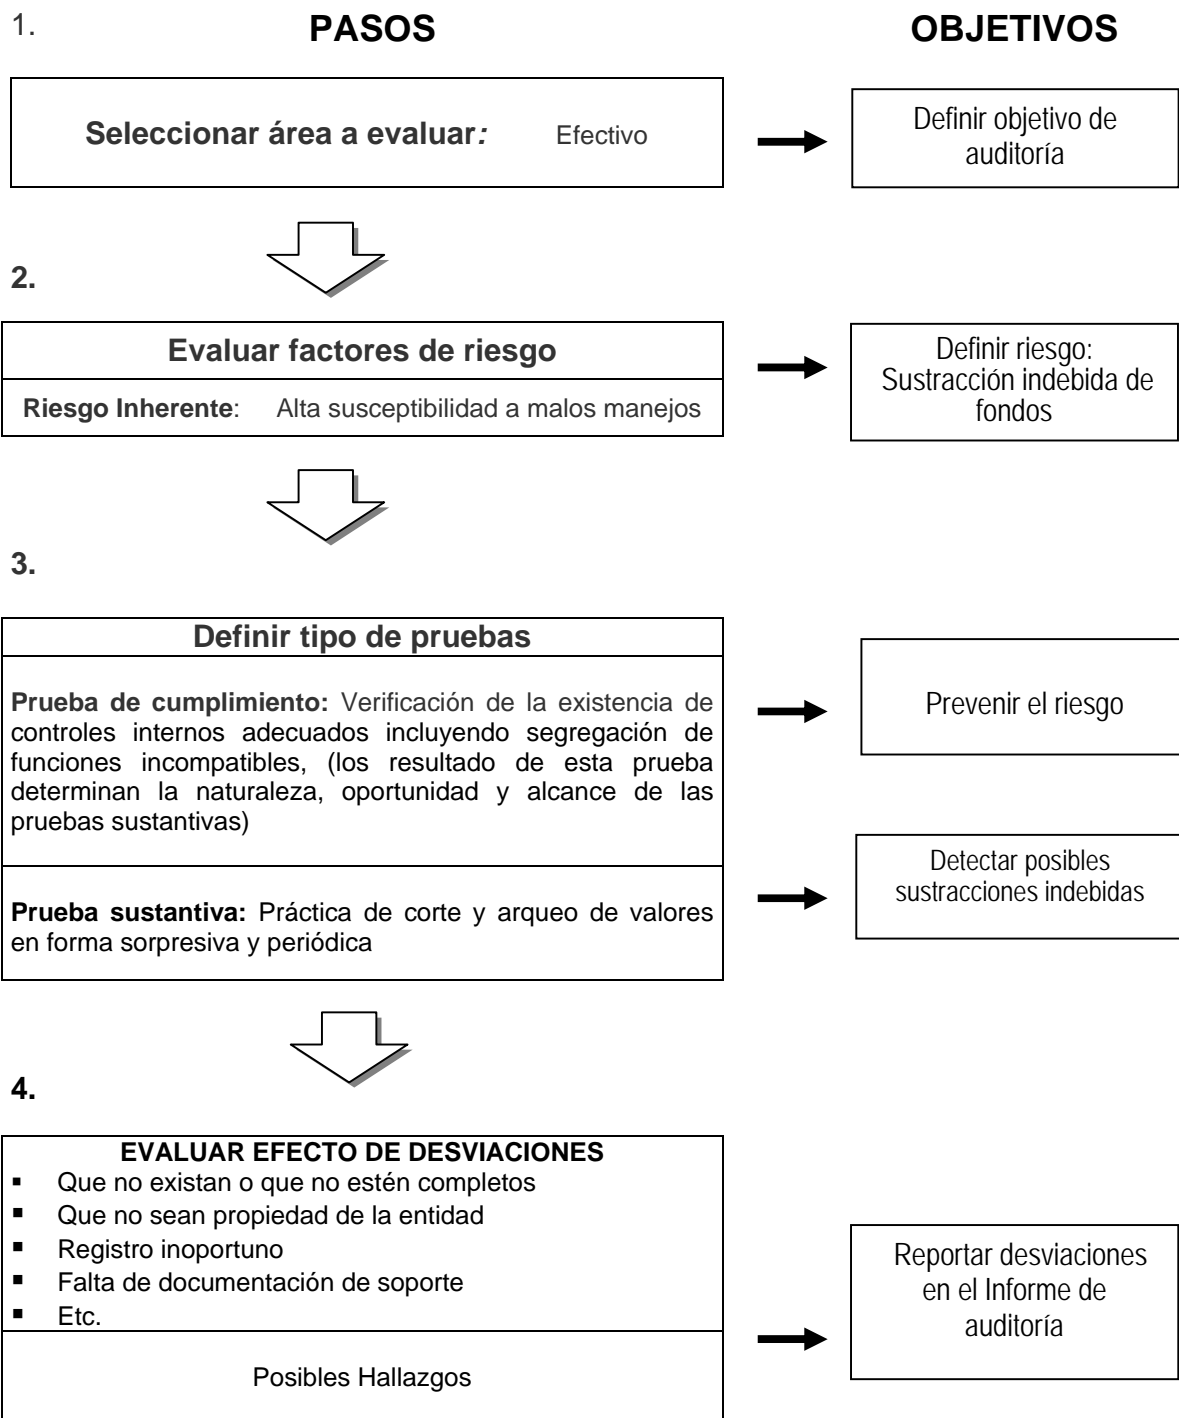 1.
PASOS
OBJETIVOS
Seleccionar área a evaluar: Efectivo
Definir objetivo de
auditoría
2.
Evaluar factores de riesgo
Riesgo Inherente: Alta susceptibilidad a malos manejos
Definir riesgo:
Sustracción indebida de
fondos
3.
Definir tipo de pruebas
Prueba de cumplimiento: Verificación de la existencia de
controles internos adecuados incluyendo segregación de
funciones incompatibles, (los resultado de esta prueba
determinan la naturaleza, oportunidad y alcance de las
pruebas sustantivas)
Prevenir el riesgo
Prueba sustantiva: Práctica de corte y arqueo de valores
en forma sorpresiva y periódica
Detectar posibles
sustracciones indebidas
4.
EVALUAR EFECTO DE DESVIACIONES
▪ Que no existan o que no estén completos
▪ Que no sean propiedad de la entidad
▪ Registro inoportuno
▪ Falta de documentación de soporte
▪ Etc.
Posibles Hallazgos
Reportar desviaciones
en el Informe de
auditoría